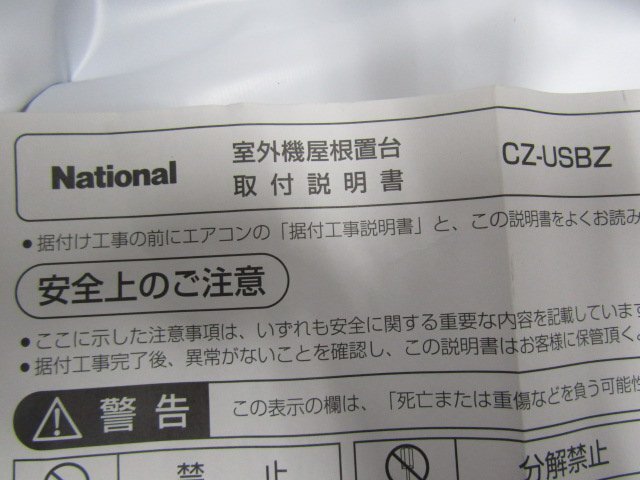 National
室外機屋根置台
取付説明書
CZ-USBZ
●据付け工事の前にエアコンの「据付工事説明書」と、この説明書をよくお読み
安全上のご注意
●ここに示した注意事項は、いずれも安全に関する重要な内容を記載しています
●据付工事完了後、異常がないことを確認し、この説明書はお客様に保管頂くよ
警告
この表示の欄は、「死亡または重傷などを負う可能性
禁止
分解禁止